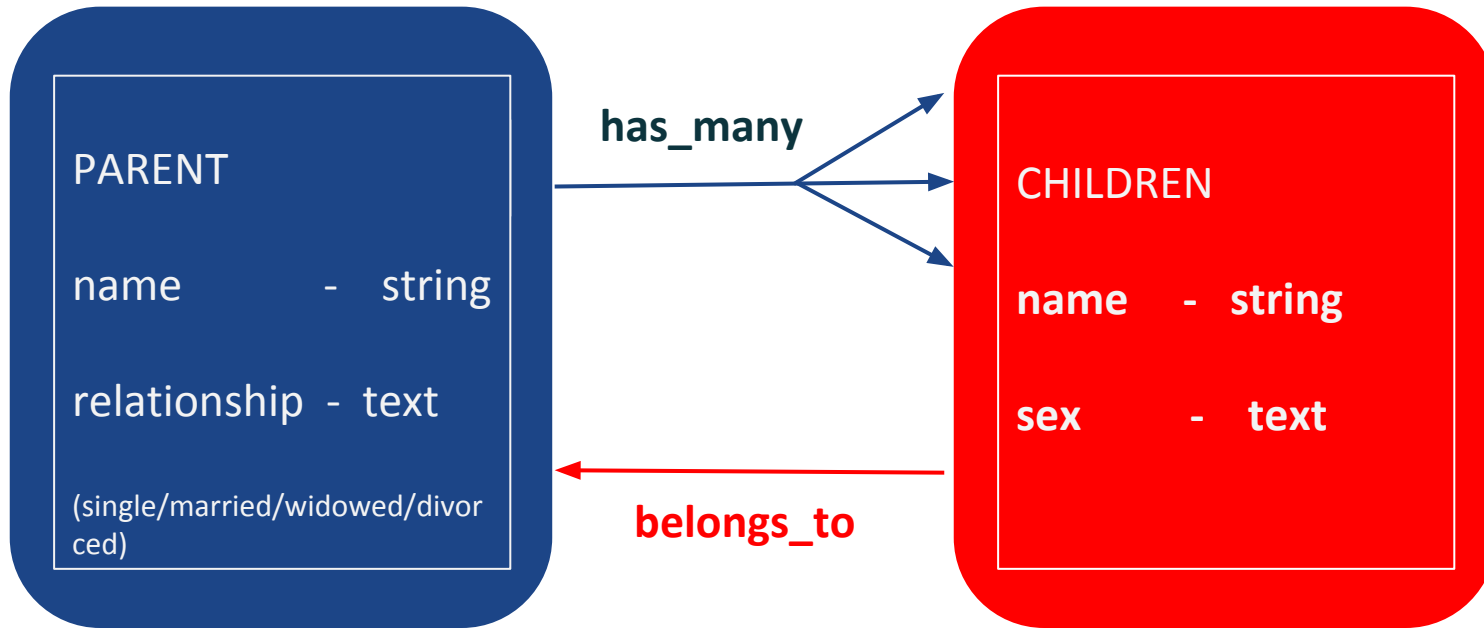 PARENT
name - string
relationship - text
(single/married/widowed/divor
ced)
has_many
belongs_to
CHILDREN
name - string
sex - text